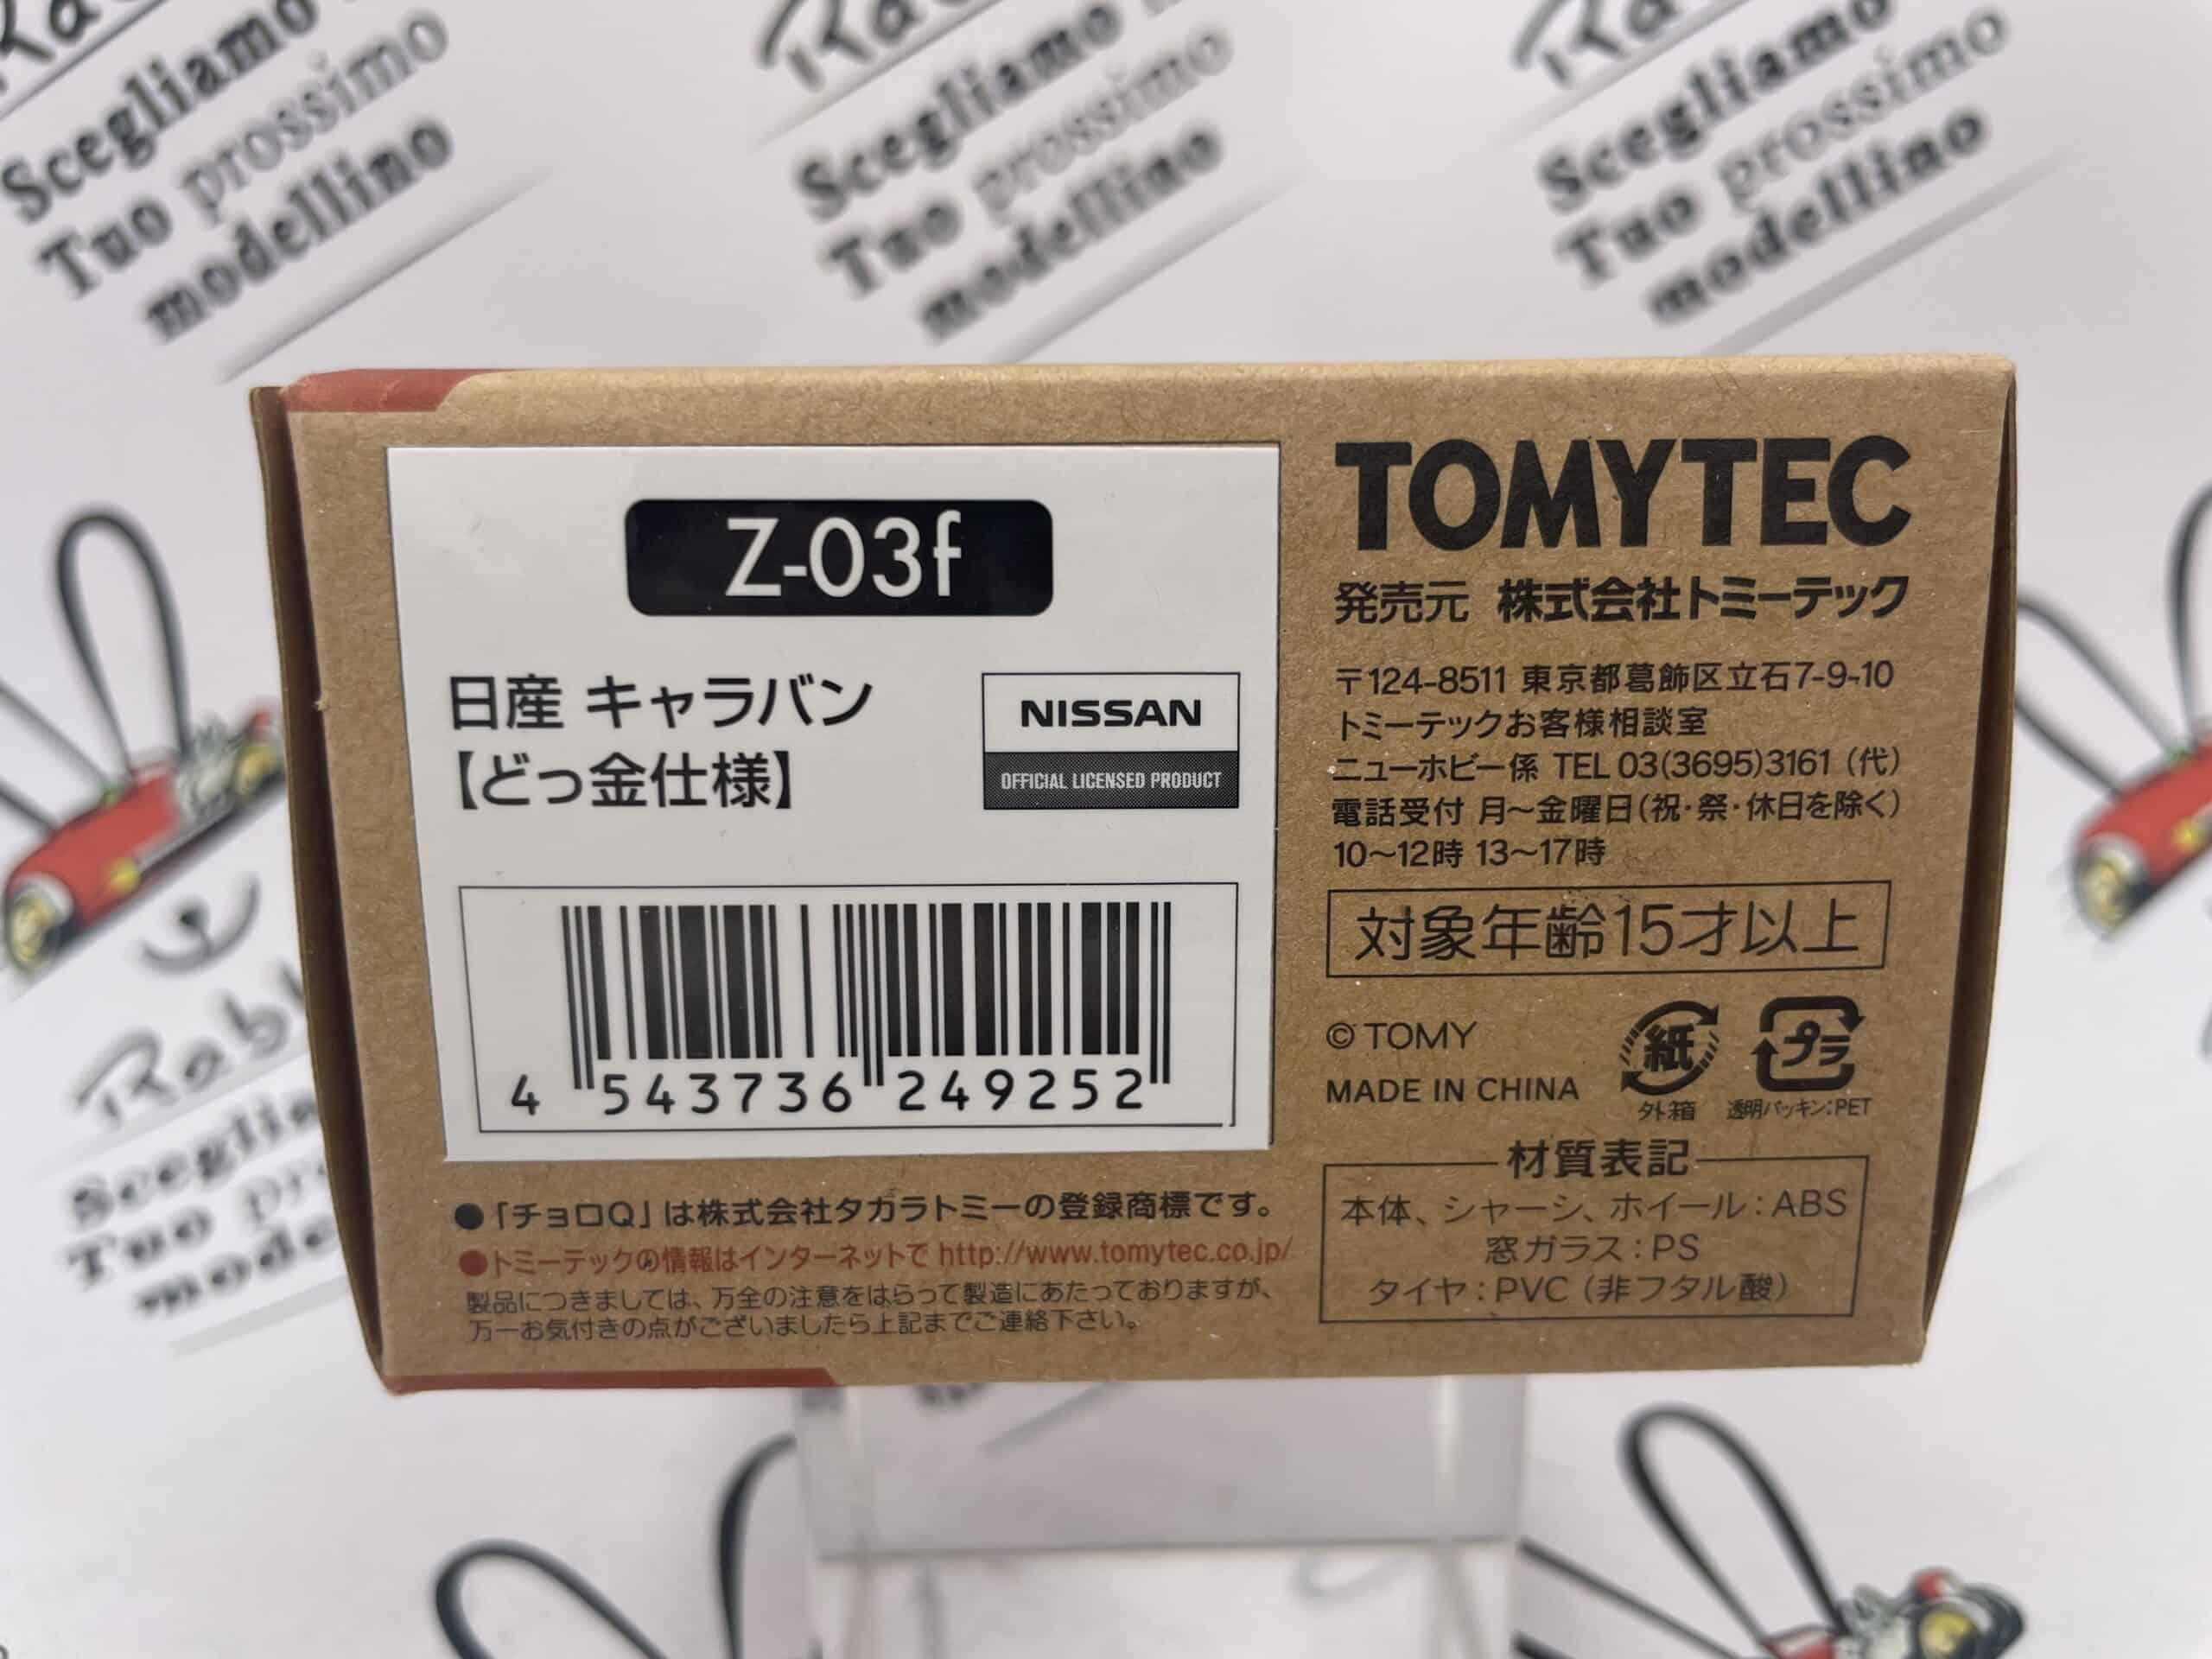 Scegliamo
Tuo prossimo
modellino
Scegliamo
Tuo prossimo
modellino
Scegliamo
Tuo prossimo
modellino
Z-03f
日産 キャラバン
【どっ金仕様】
NISSAN
OFFICIAL LICENSED PRODUCT
4 543736 249252
●「チョロQ」は株式会社タカラトミーの登録商標です。
●トミーテックの情報はインターネットで http://www.tomytec.co.jp/
製品につきましては、万全の注意をはらって製造にあたっておりますが、
万一お気付きの点がございましたら上記までご連絡下さい。
TOMYTEC
発売元 株式会社トミーテック
〒124-8511 東京都葛飾区立石7-9-10
トミーテックお客様相談室
ニューホビー係 TEL 03(3695)3161 (代)
電話受付 月〜金曜日(祝・祭・休日を除く)
10〜12時 13〜17時
対象年齢15才以上
© TOMY
MADE IN CHINA
紙
外箱
プラ
透明パッキン:PET
材質表記
本体、シャーシ、ホイール:ABS
窓ガラス:PS
タイヤ:PVC (非フタル酸)
Tuo